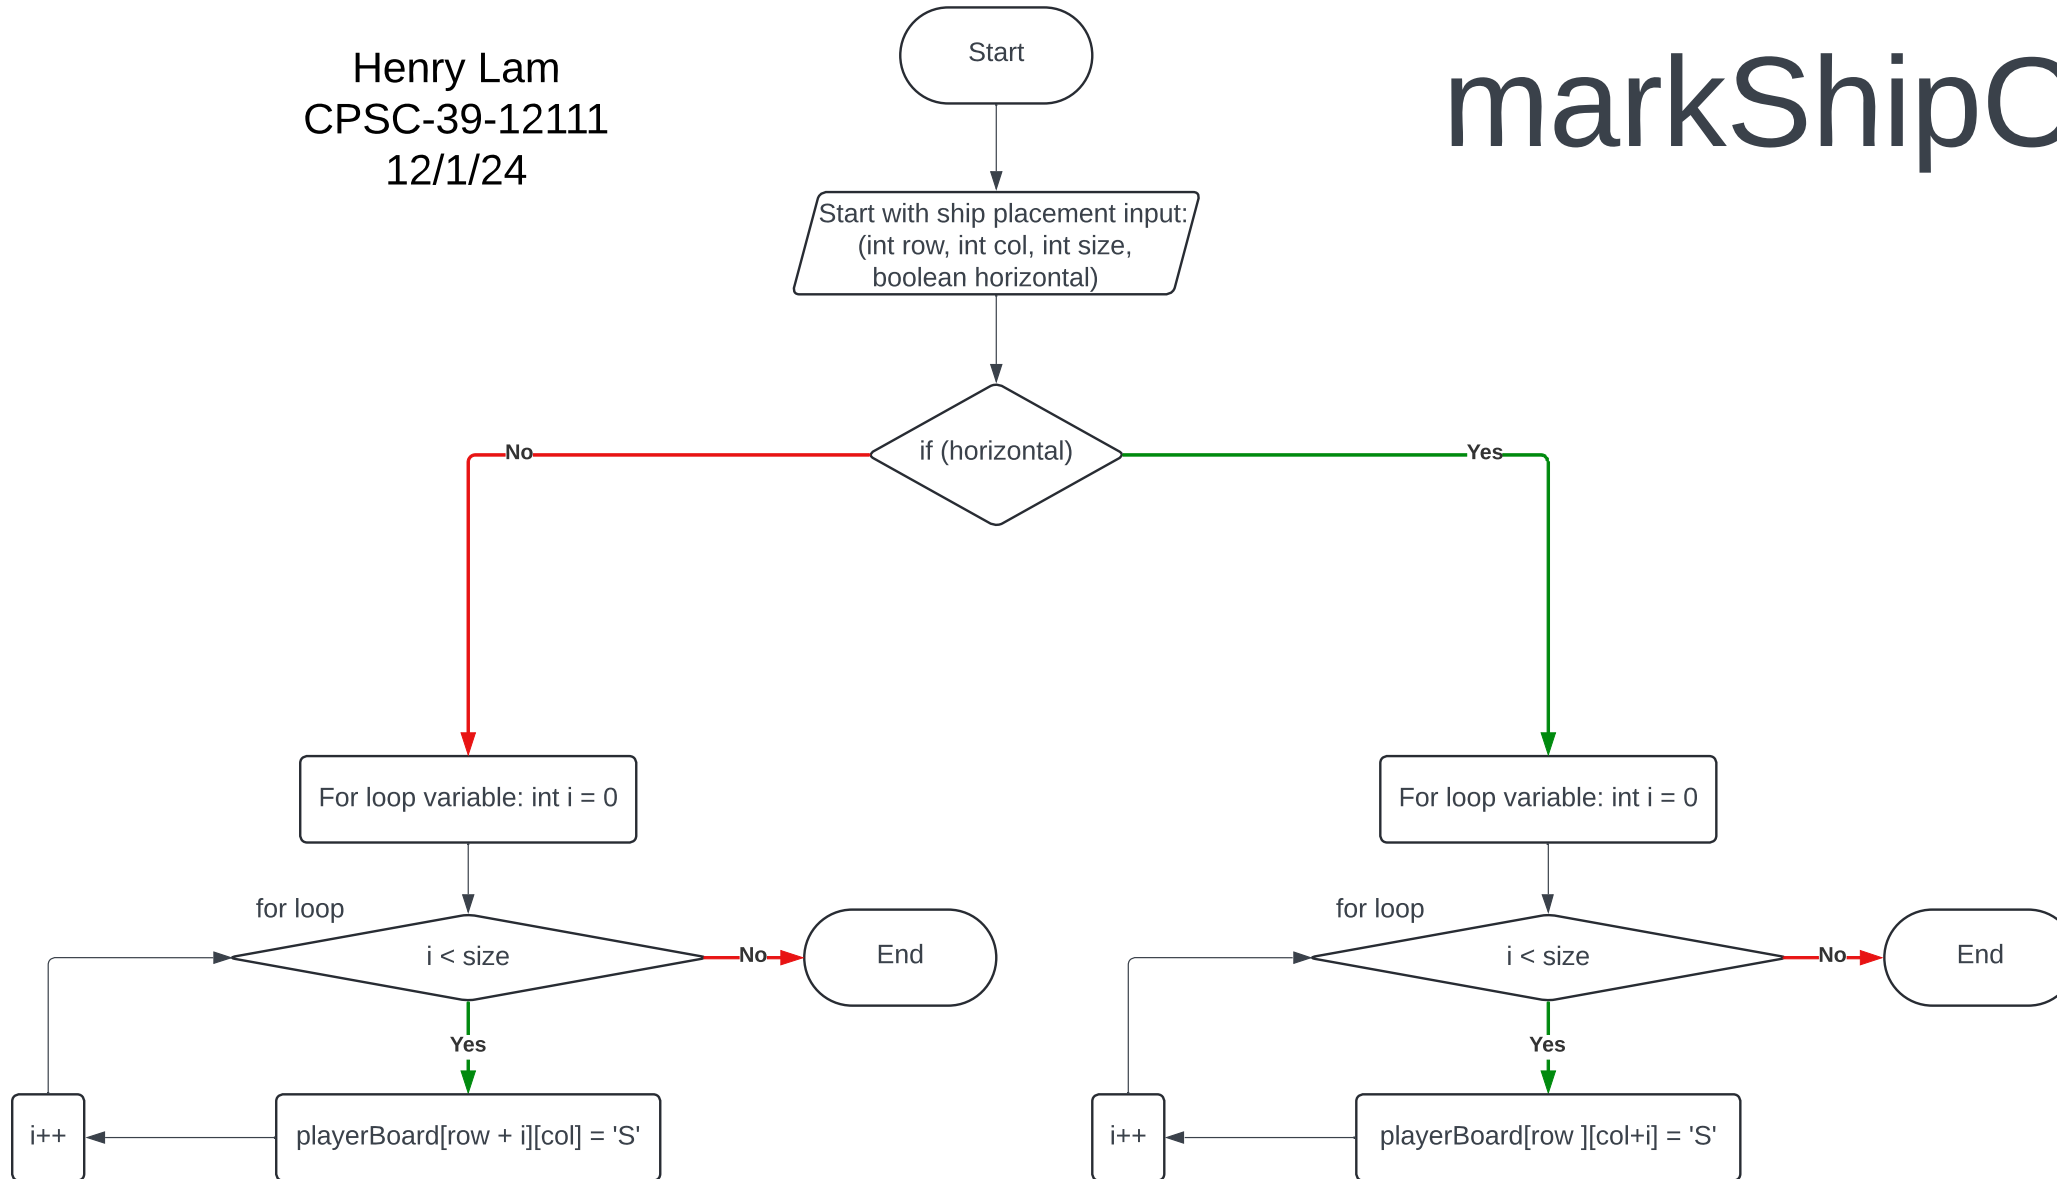 Start
Henry Lam
CPSC-39-12111
12/1/24
markShipC
Start with ship placement input:
(int row, int col, int size,
boolean horizontal)
if (horizontal)
No
Yes
For loop variable: int i = 0
For loop variable: int i = 0
for loop
i < size
No
End
for loop
i < size
No
End
Yes
Yes
i++
playerBoard[row + i][col] = 'S'
i++
playerBoard[row ][col+i] = 'S'